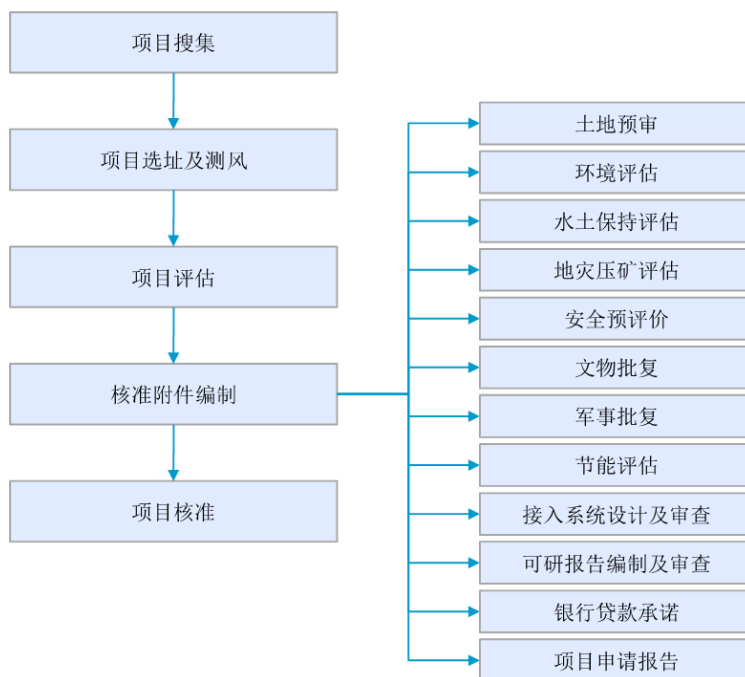 项目搜集
项目选址及测风
项目评估
核准附件编制
项目核准
土地预审
环境评估
水土保持评估
地灾压矿评估
安全预评价
文物批复
军事批复
节能评估
接入系统设计及审查
可研报告编制及审查
银行贷款承诺
项目申请报告